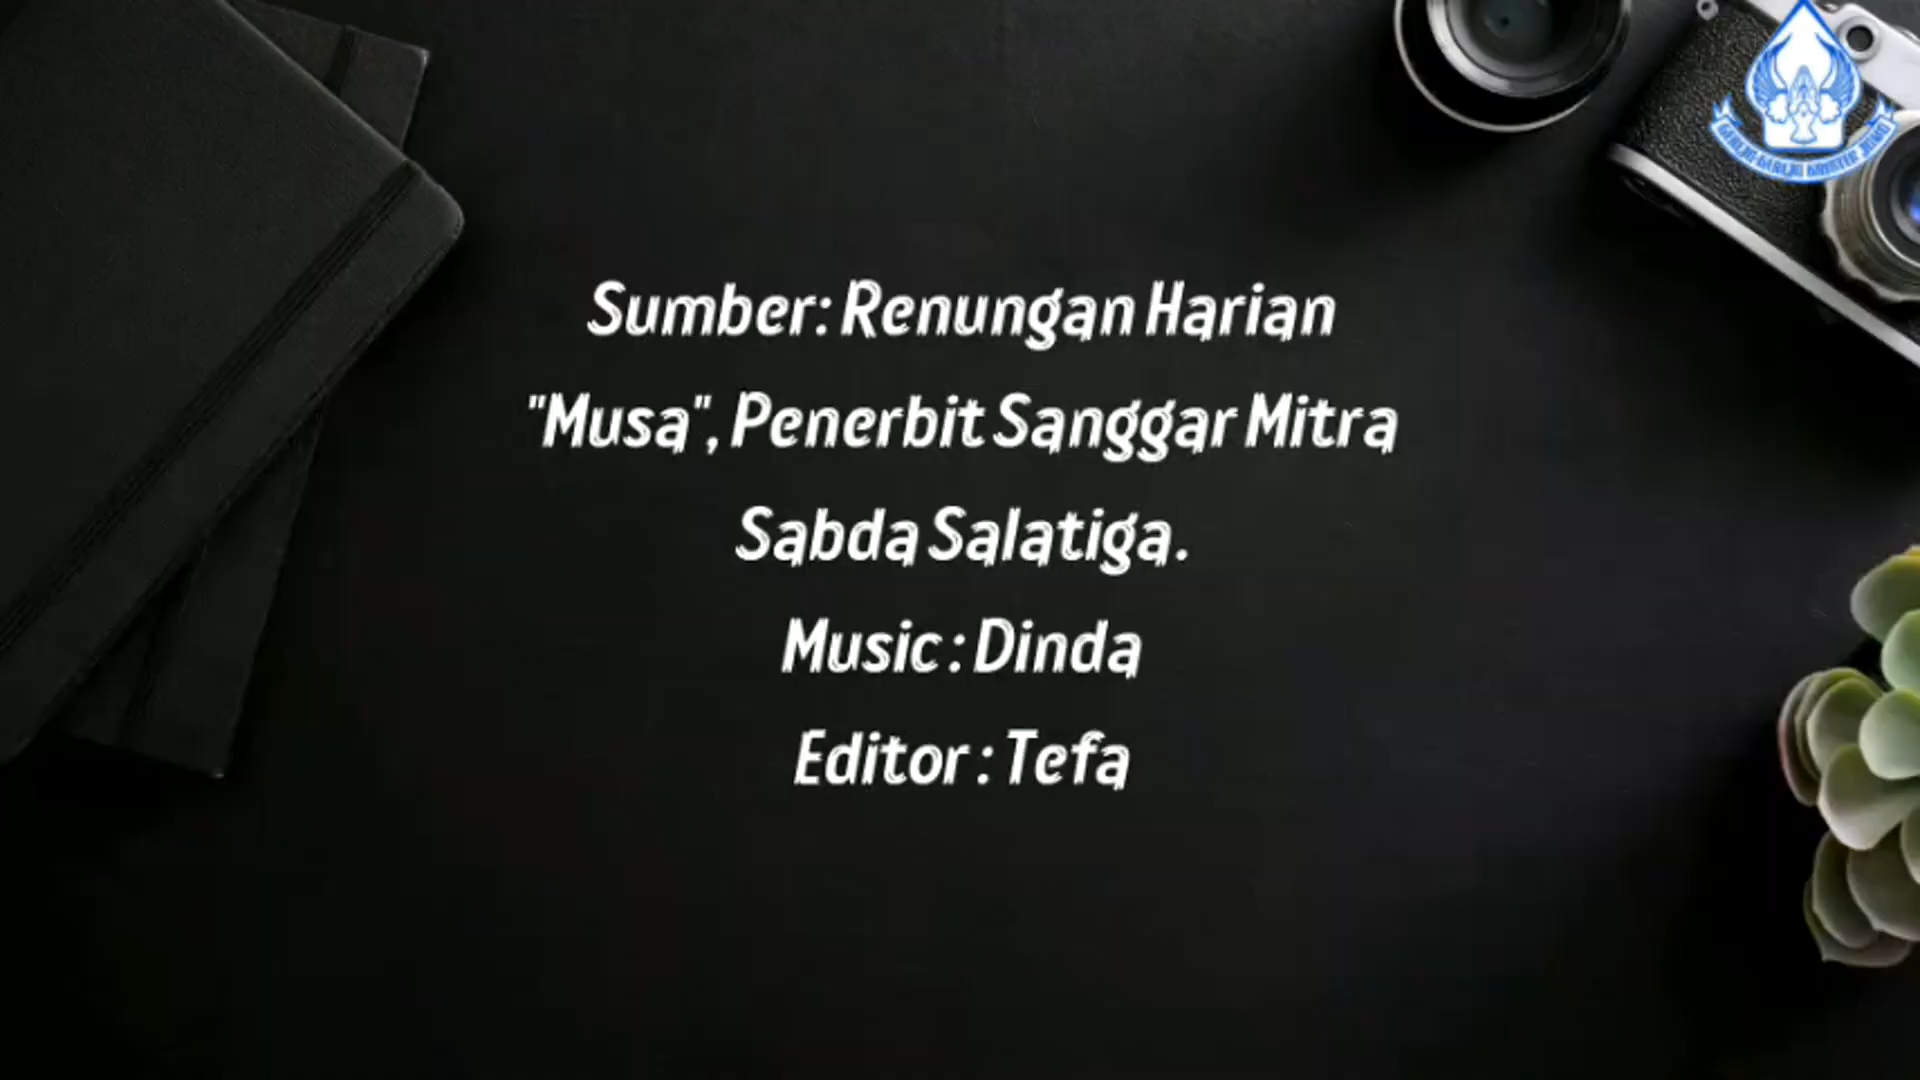 Sumber: Renungan Harian
"Musa", Penerbit Sanggar Mitra
Sabda Salatiga.
Music : Dinda
Editor : Tefa